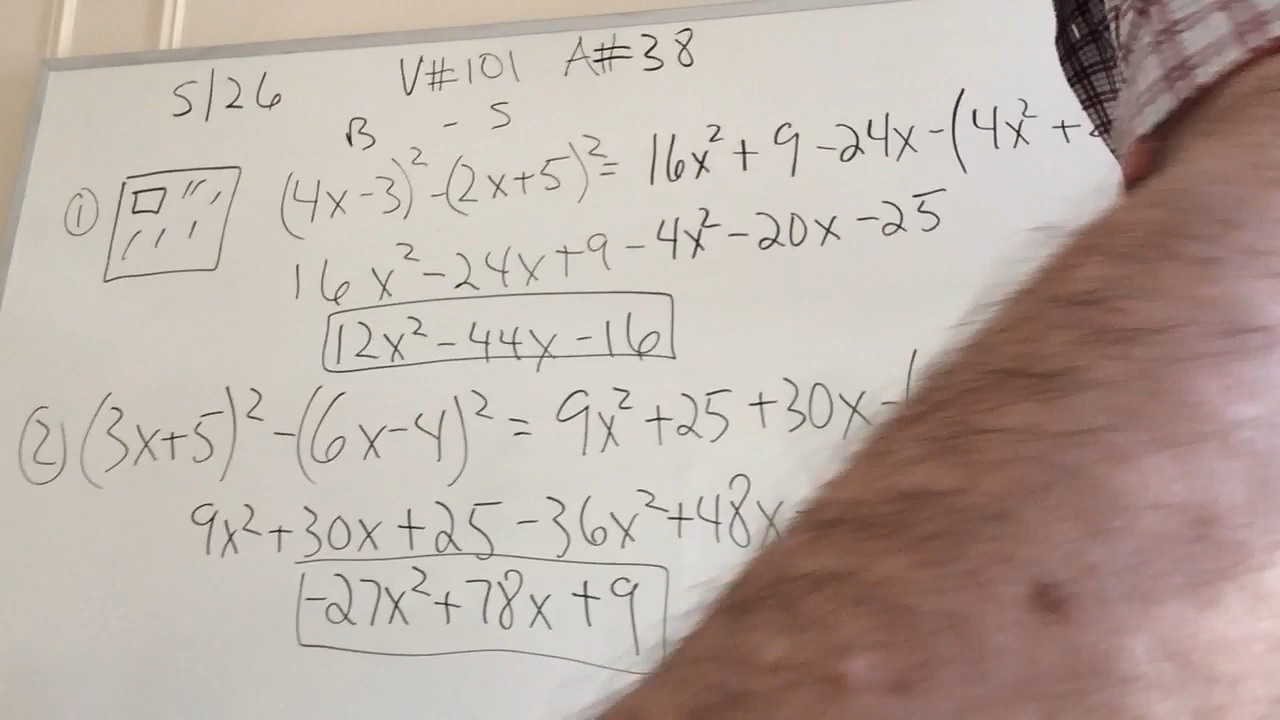 5/26 V#101 A#38
B - S
① (4x-3)²-(2x+5)²= 16x²+9-24x-(4x²+
16x²-24x+9-4x²-20x-25
12x²-44x-16
② (3x+5)²-(6x-4)²= 9x²+25+30x-(
9x²+30x+25-36x²+48x
-27x²+78x+9